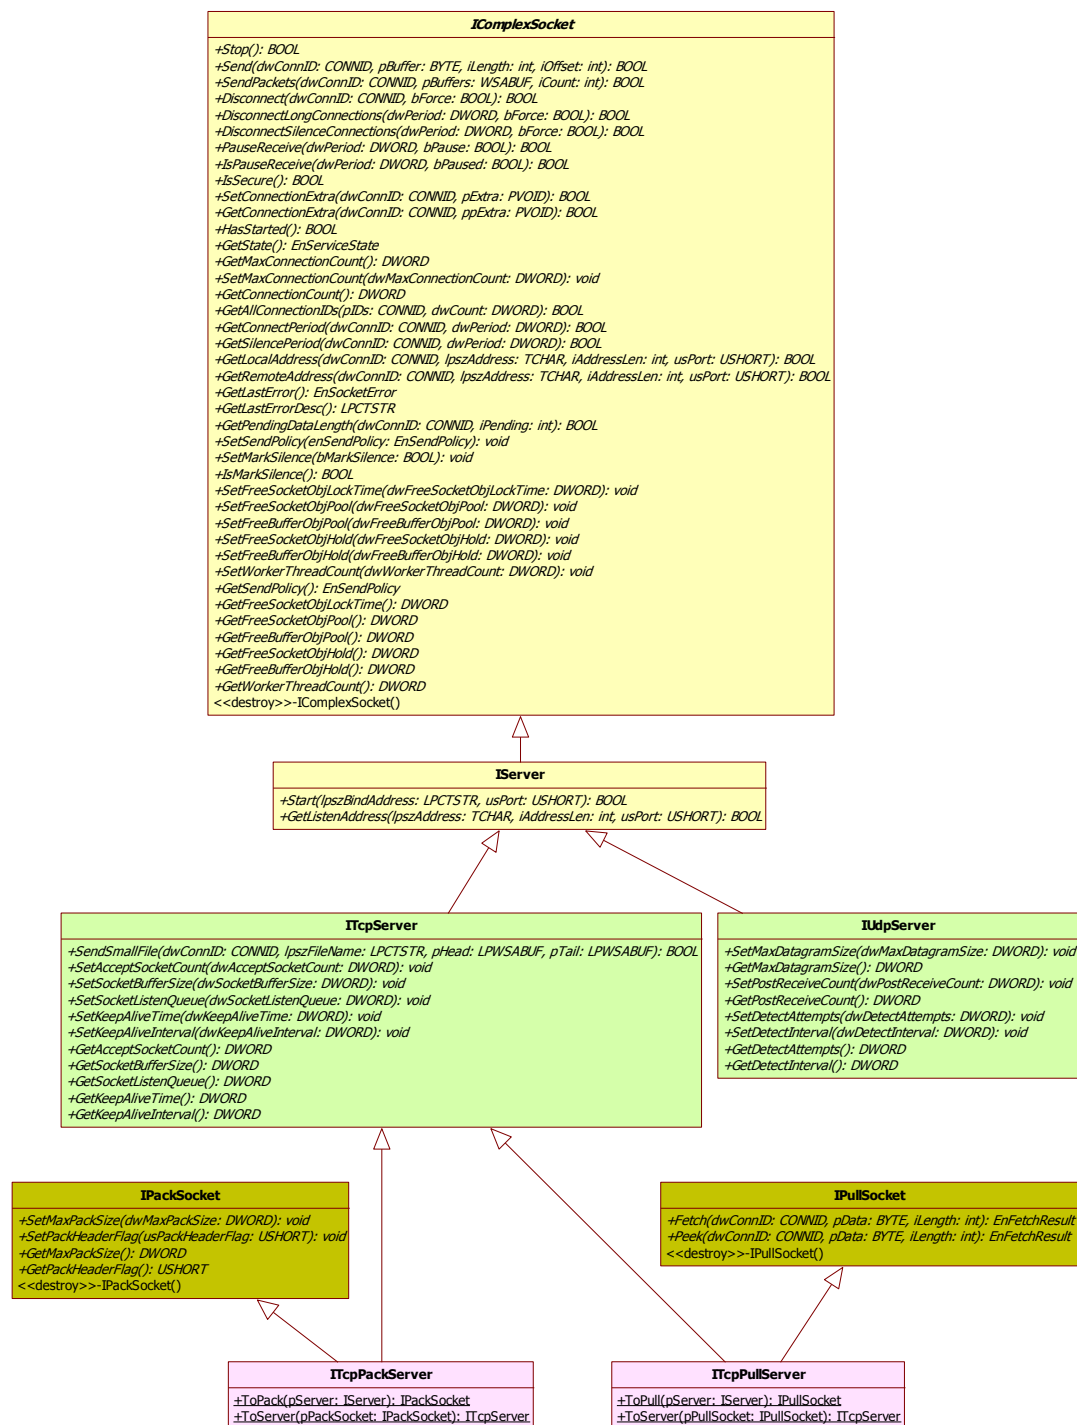 IComplexSocket
+Stop(): BOOL
+Send(dwConnID: CONNID, pBuffer: BYTE, iLength: int, iOffset: int): BOOL
+SendPackets(dwConnID: CONNID, pBuffers: WSABUF, iCount: int): BOOL
+Disconnect(dwConnID: CONNID, bForce: BOOL): BOOL
+DisconnectLongConnections(dwPeriod: DWORD, bForce: BOOL): BOOL
+DisconnectSilenceConnections(dwPeriod: DWORD, bForce: BOOL): BOOL
+PauseReceive(dwPeriod: DWORD, bPause: BOOL): BOOL
+IsPauseReceive(dwPeriod: DWORD, bPaused: BOOL): BOOL
+IsSecure(): BOOL
+SetConnectionExtra(dwConnID: CONNID, pExtra: PVOID): BOOL
+GetConnectionExtra(dwConnID: CONNID, ppExtra: PVOID): BOOL
+HasStarted(): BOOL
+GetState(): EnServiceState
+GetMaxConnectionCount(): DWORD
+SetMaxConnectionCount(dwMaxConnectionCount: DWORD): void
+GetConnectionCount(): DWORD
+GetAllConnectionIDs(pIDs: CONNID, dwCount: DWORD): BOOL
+GetConnectPeriod(dwConnID: CONNID, dwPeriod: DWORD): BOOL
+GetSilencePeriod(dwConnID: CONNID, dwPeriod: DWORD): BOOL
+GetLocalAddress(dwConnID: CONNID, lpszAddress: TCHAR, iAddressLen: int, usPort: USHORT): BOOL
+GetRemoteAddress(dwConnID: CONNID, lpszAddress: TCHAR, iAddressLen: int, usPort: USHORT): BOOL
+GetLastError(): EnSocketError
+GetLastErrorDesc(): LPCTSTR
+GetPendingDataLength(dwConnID: CONNID, iPending: int): BOOL
+SetSendPolicy(enSendPolicy: EnSendPolicy): void
+SetMarkSilence(bMarkSilence: BOOL): void
+IsMarkSilence(): BOOL
+SetFreeSocketObjLockTime(dwFreeSocketObjLockTime: DWORD): void
+SetFreeSocketObjPool(dwFreeSocketObjPool: DWORD): void
+SetFreeBufferObjPool(dwFreeBufferObjPool: DWORD): void
+SetFreeSocketObjHold(dwFreeSocketObjHold: DWORD): void
+SetFreeBufferObjHold(dwFreeBufferObjHold: DWORD): void
+SetWorkerThreadCount(dwWorkerThreadCount: DWORD): void
+GetSendPolicy(): EnSendPolicy
+GetFreeSocketObjLockTime(): DWORD
+GetFreeSocketObjPool(): DWORD
+GetFreeBufferObjPool(): DWORD
+GetFreeSocketObjHold(): DWORD
+GetFreeBufferObjHold(): DWORD
+GetWorkerThreadCount(): DWORD
<<destroy>>-IComplexSocket()
IServer
+Start(lpszBindAddress: LPCTSTR, usPort: USHORT): BOOL
+GetListenAddress(lpszAddress: TCHAR, iAddressLen: int, usPort: USHORT): BOOL
ITcpServer
+SendSmallFile(dwConnID: CONNID, lpszFileName: LPCTSTR, pHead: LPWSABUF, pTail: LPWSABUF): BOOL
+SetAcceptSocketCount(dwAcceptSocketCount: DWORD): void
+SetSocketBufferSize(dwSocketBufferSize: DWORD): void
+SetSocketListenQueue(dwSocketListenQueue: DWORD): void
+SetKeepAliveTime(dwKeepAliveTime: DWORD): void
+SetKeepAliveInterval(dwKeepAliveInterval: DWORD): void
+GetAcceptSocketCount(): DWORD
+GetSocketBufferSize(): DWORD
+GetSocketListenQueue(): DWORD
+GetKeepAliveTime(): DWORD
+GetKeepAliveInterval(): DWORD
IUdpServer
+SetMaxDatagramSize(dwMaxDatagramSize: DWORD): void
+GetMaxDatagramSize(): DWORD
+SetPostReceiveCount(dwPostReceiveCount: DWORD): void
+GetPostReceiveCount(): DWORD
+SetDetectAttempts(dwDetectAttempts: DWORD): void
+SetDetectInterval(dwDetectInterval: DWORD): void
+GetDetectAttempts(): DWORD
+GetDetectInterval(): DWORD
IPackSocket
+SetMaxPackSize(dwMaxPackSize: DWORD): void
+SetPackHeaderFlag(usPackHeaderFlag: USHORT): void
+GetMaxPackSize(): DWORD
+GetPackHeaderFlag(): USHORT
<<destroy>>-IPackSocket()
IPullSocket
+Fetch(dwConnID: CONNID, pData: BYTE, iLength: int): EnFetchResult
+Peek(dwConnID: CONNID, pData: BYTE, iLength: int): EnFetchResult
<<destroy>>-IPullSocket()
ITcpPackServer
+ToPack(pServer: IServer): IPackSocket
+ToServer(pPackSocket: IPackSocket): ITcpServer
ITcpPullServer
+ToPull(pServer: IServer): IPullSocket
+ToServer(pPullSocket: IPullSocket): ITcpServer